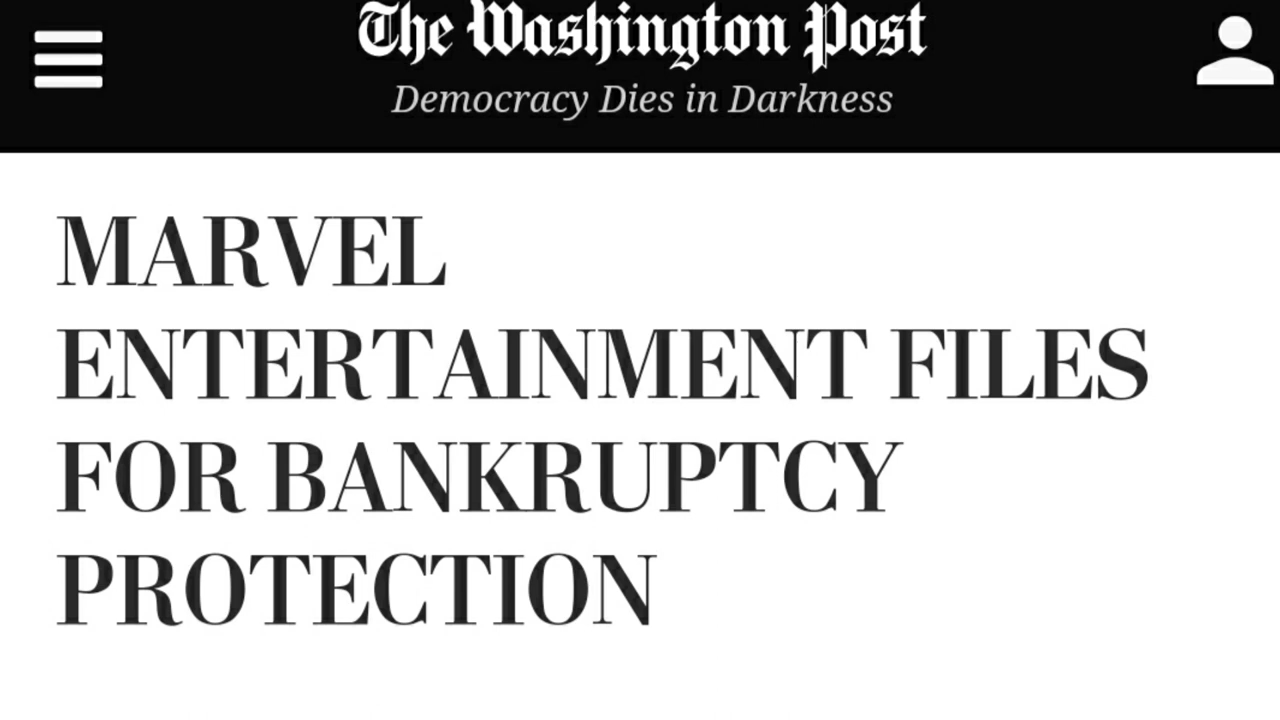 The Washington Post
Democracy Dies in Darkness
MARVEL
ENTERTAINMENT FILES
FOR BANKRUPTCY
PROTECTION